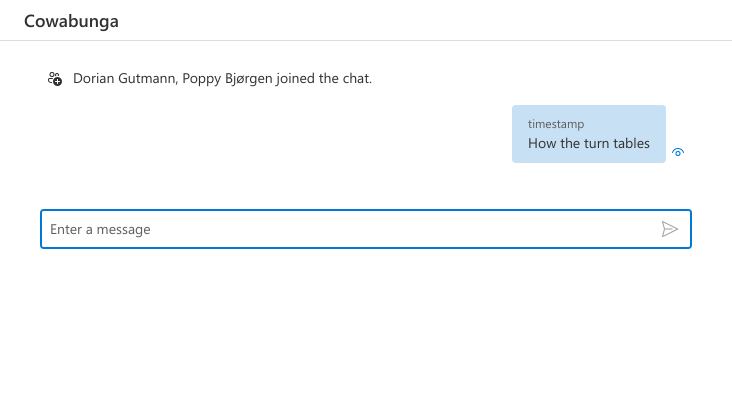 Cowabunga
Dorian Gutmann, Poppy Bjørgen joined the chat.
timestamp
How the turn tables
Enter a message